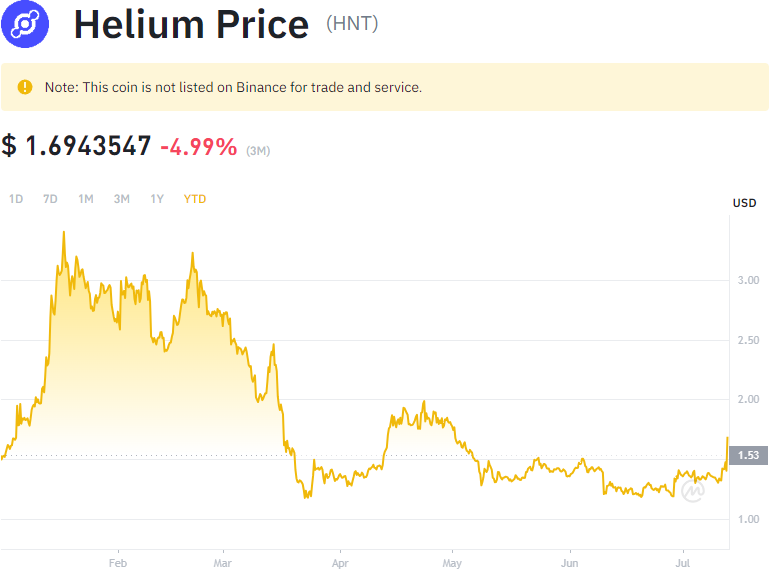 Helium Price (HNT)
Note: This coin is not listed on Binance for trade and service.
$ 1.6943547 -4.99% (3M)
1D 7D 1M 3M 1Y YTD
USD
3.00
2.50
2.00
1.53
1.00
Feb Mar Apr May Jun Jul